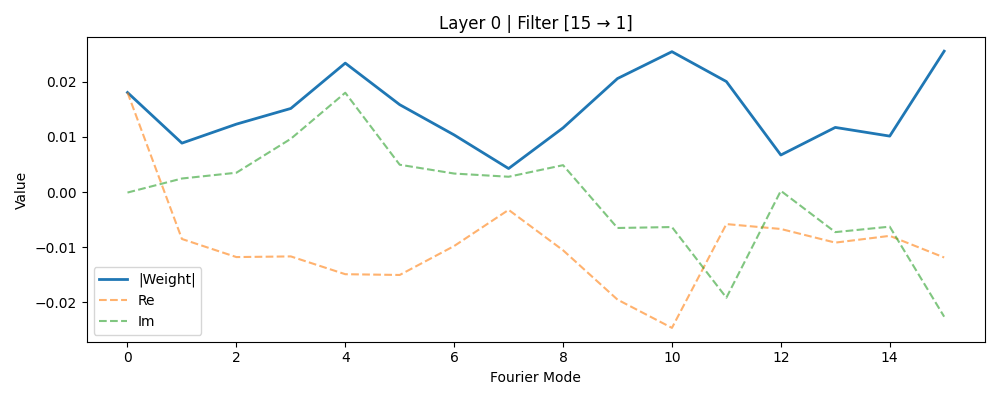 Layer 0 | Filter [15 → 1]
Value
0.02
0.01
0.00
−0.01
−0.02
|Weight|
Re
Im
0 2 4 6 8 10 12 14
Fourier Mode